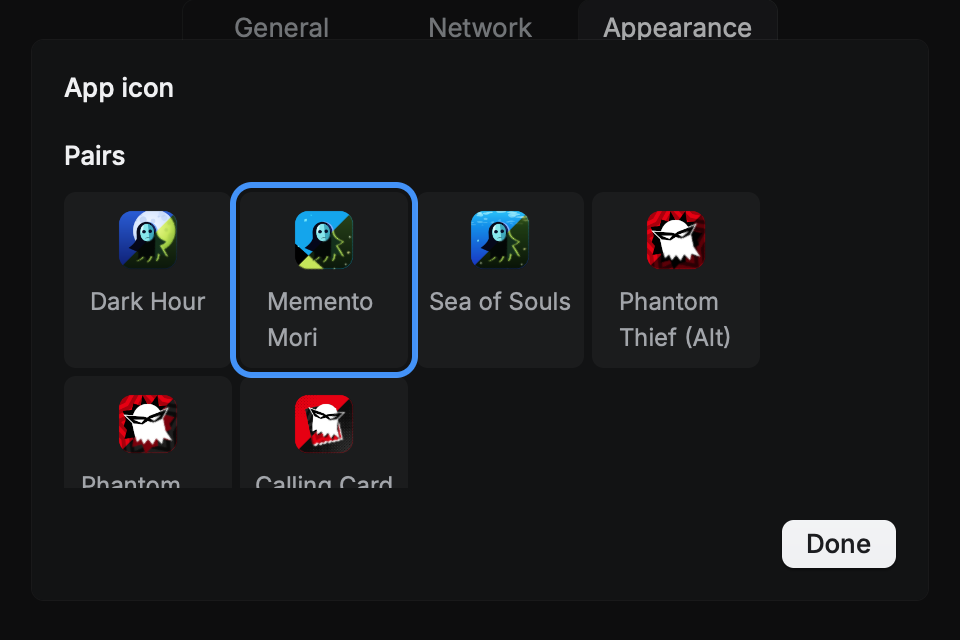 General Network Appearance
App icon
Pairs
Dark Hour
Memento
Mori
Sea of Souls
Phantom
Thief (Alt)
Phantom
Calling Card
Done